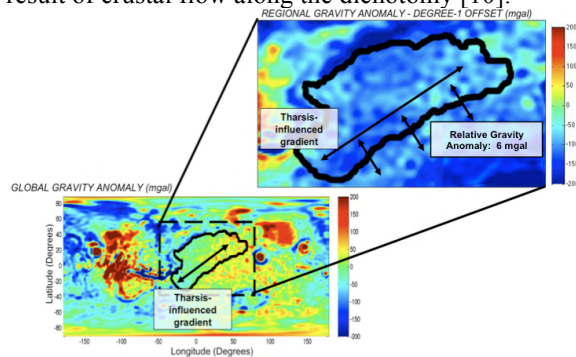 result of crustal flow along the dichotomy [10].
REGIONAL GRAVITY ANOMALY - DEGREE-1 OFFSET (mgal)
200
150
100
50
0
-50
-100
-150
-200
Tharsis-
influenced
gradient
Relative Gravity
Anomaly: 6 mgal
GLOBAL GRAVITY ANOMALY (mgal)
Latitude (Degrees)
80
60
40
20
0
-20
-40
-60
-80
Tharsis-
influenced
gradient
200
150
100
50
0
-50
-100
-150
-200
-150
-100
-50
0
50
100
150
Longitude (Degrees)